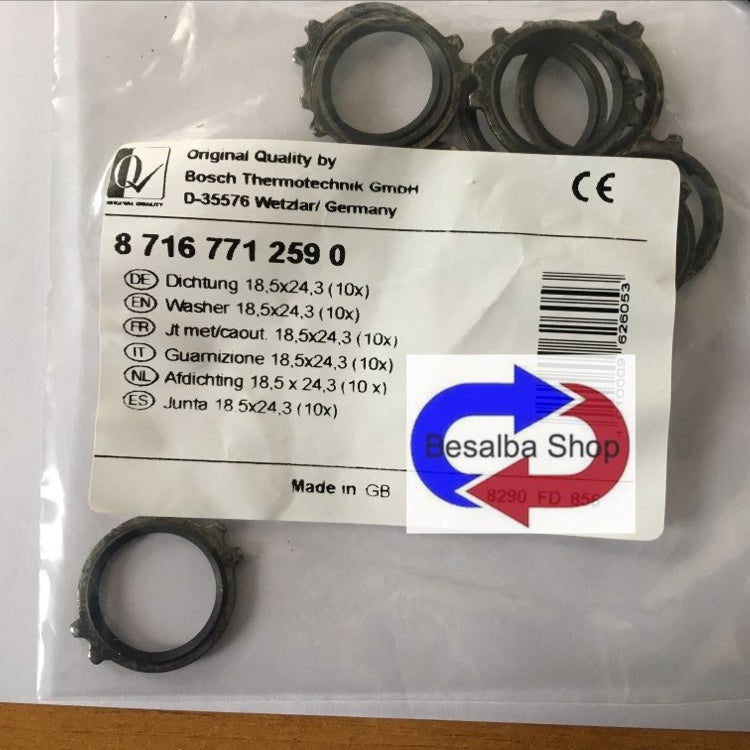 QV
ORIGINAL QUALITY
Original Quality by
Bosch Thermotechnik GmbH
D-35576 Wetzlar/ Germany
CE
8 716 771 259 0
DE Dichtung 18,5x24,3 (10x)
EN Washer 18,5x24,3 (10x)
FR Jt met/caout. 18,5x24,3 (10x)
IT Guarnizione 18,5x24,3 (10x)
NL Afdichting 18,5 x 24,3 (10 x)
ES Junta 18.5x24,3 (10x)
626053
Besalba Shop
Made in GB
8290 FD 856